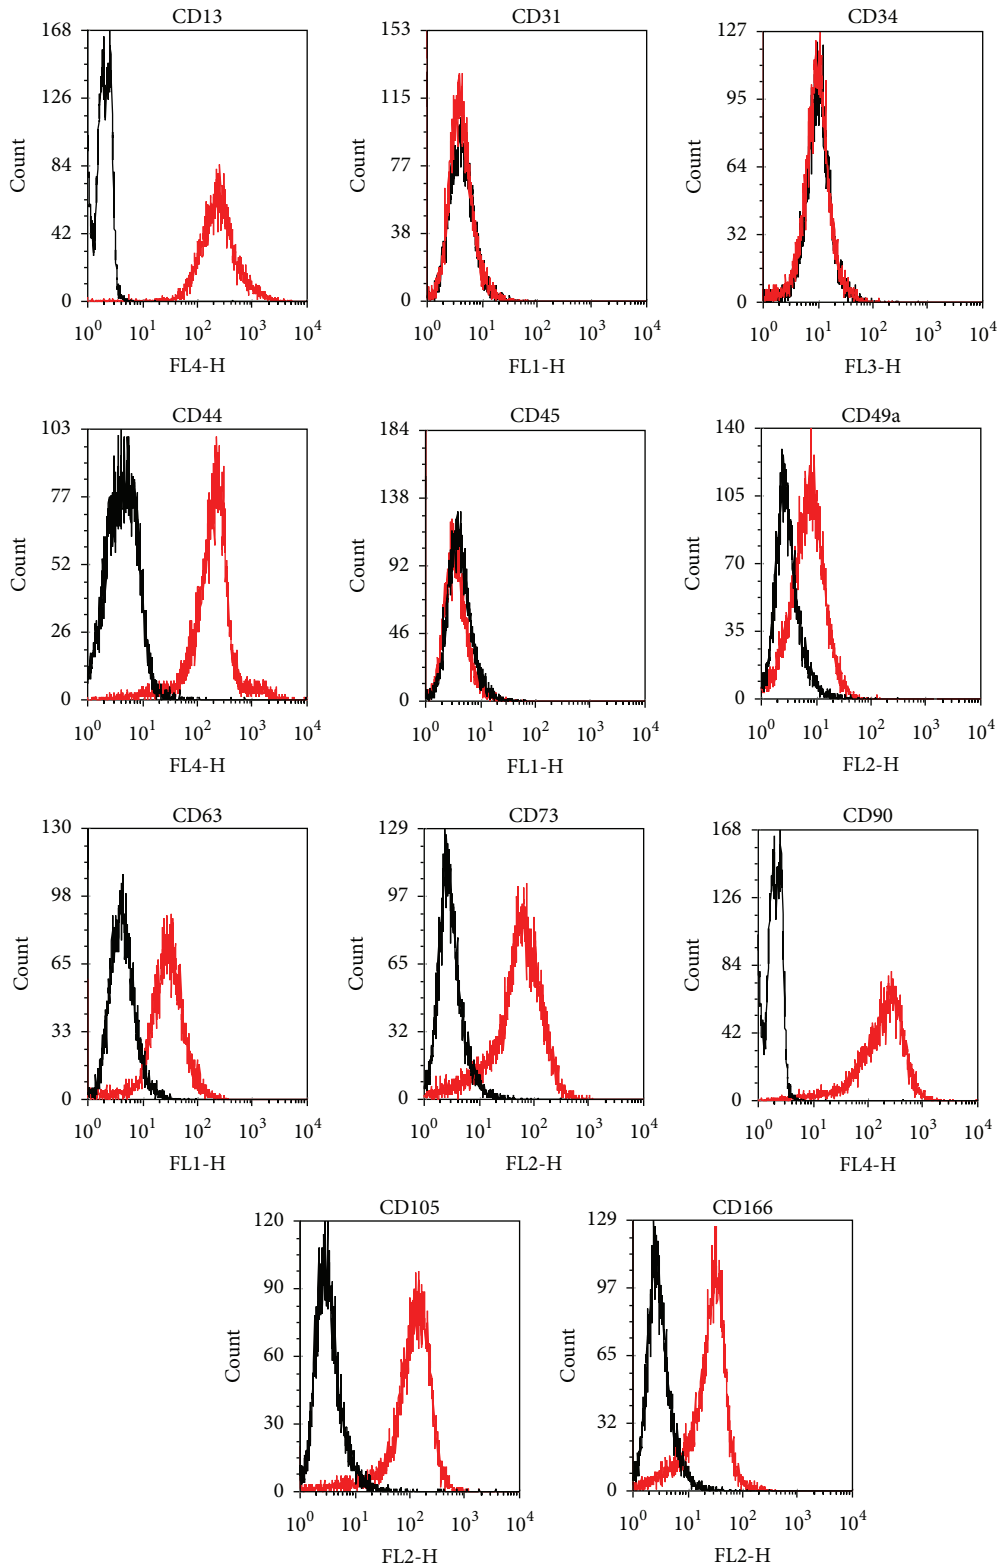 CD13 CD31 CD34
168 153 127
126 115 95
84 77 64
42 38 32
0 0 0
Count Count Count
10⁰ 10¹ 10² 10³ 10⁴ 10⁰ 10¹ 10² 10³ 10⁴ 10⁰ 10¹ 10² 10³ 10⁴
FL4-H FL1-H FL3-H
CD44 CD45 CD49a
103 184 140
77 138 105
52 92 70
26 46 35
0 0 0
Count Count Count
10⁰ 10¹ 10² 10³ 10⁴ 10⁰ 10¹ 10² 10³ 10⁴ 10⁰ 10¹ 10² 10³ 10⁴
FL4-H FL1-H FL2-H
CD63 CD73 CD90
130 129 168
98 97 126
65 65 84
33 32 42
0 0 0
Count Count Count
10⁰ 10¹ 10² 10³ 10⁴ 10⁰ 10¹ 10² 10³ 10⁴ 10⁰ 10¹ 10² 10³ 10⁴
FL1-H FL2-H FL4-H
CD105 CD166
120 129
90 97
60 65
30 32
0 0
Count Count
10⁰ 10¹ 10² 10³ 10⁴ 10⁰ 10¹ 10² 10³ 10⁴
FL2-H FL2-H